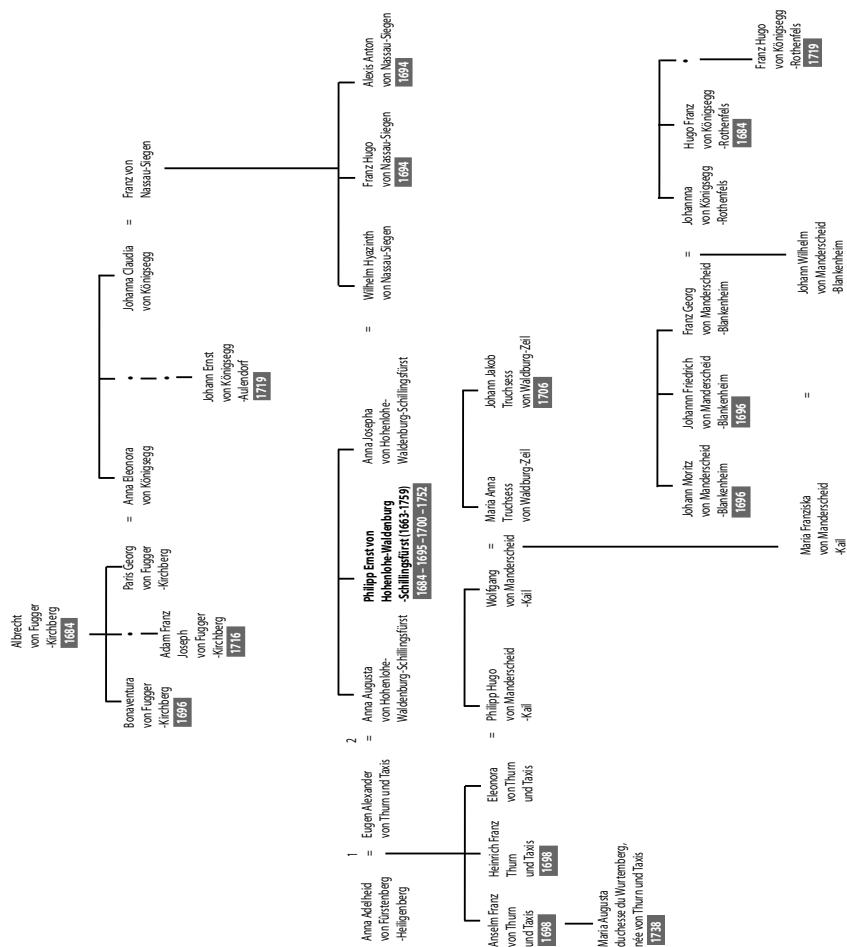 Albrecht
von Fugger
-Kirchberg
1684
Bonaventura
von Fugger
-Kirchberg
1696
Adam Franz
Joseph
von Fugger
-Kirchberg
1716
Paris Georg
von Fugger
-Kirchberg
=
Anna Eleonora
von Königsegg
Johann Ernst
von Königsegg
-Aulendorf
1719
Johanna Claudia
von Königsegg
=
Franz von
Nassau-Siegen
Anna Adelheid
von Fürstenberg
-Heiligenberg
1
=
Eugen Alexander
von Thurn und Taxis
2
=
Anna Augusta
von Hohenlohe-
Waldenburg-Schillingsfürst
Philipp Ernst von
Hohenlohe-Waldenburg
-Schillingsfürst (1663-1759)
1684 – 1695 – 1700 – 1752
Anna Josepha
von Hohenlohe-
Waldenburg-Schillingsfürst
=
Wilhelm Hyazinth
von Nassau-Siegen
Franz Hugo
von Nassau-Siegen
1694
Alexis Anton
von Nassau-Siegen
1694
Anselm Franz
von Thurn
und Taxis
1698
Heinrich Franz
Thurn
und Taxis
1698
Eleonora
von Thurn
und Taxis
=
Philipp Hugo
von Manderscheid
-Kail
Wolfgang
von Manderscheid
-Kail
=
Maria Anna
Truchsess
von Waldburg-Zeil
Johann Jakob
Truchsess
von Waldburg-Zeil
1706
Maria Augusta
duchesse du Wurtemberg,
née von Thurn und Taxis
1738
Johann Moritz
von Manderscheid
-Blankenheim
1696
Johannn Friedrich
von Manderscheid
-Blankenheim
1696
Franz Georg
von Manderscheid
-Blankenheim
=
Johannna
von Königsegg
-Rothenfels
Hugo Franz
von Königsegg
-Rothenfels
1684
Franz Hugo
von Königsegg
-Rothenfels
1719
Maria Franziska
von Manderscheid
-Kail
=
Johann Wilhelm
von Manderscheid
-Blankenheim